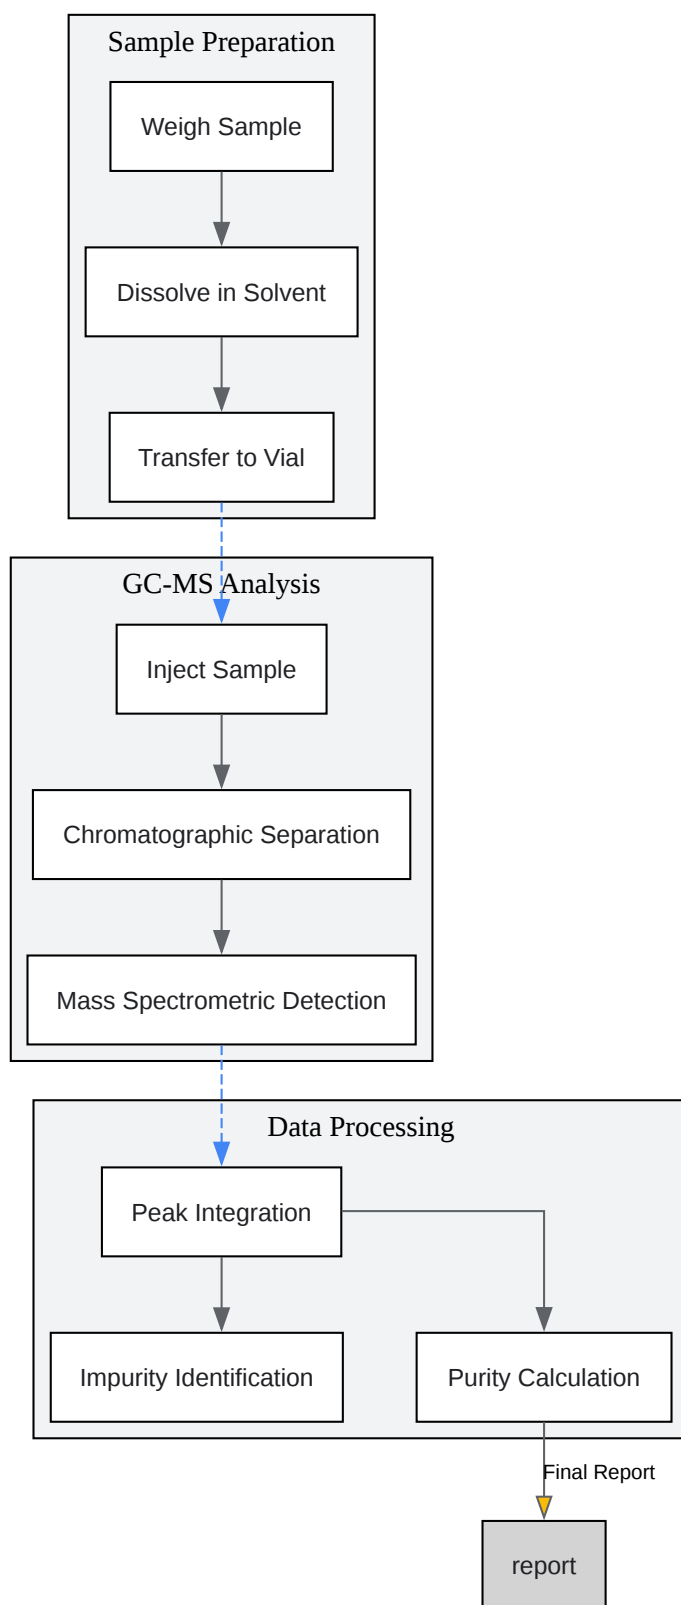 Sample Preparation
Weigh Sample
Dissolve in Solvent
Transfer to Vial
GC-MS Analysis
Inject Sample
Chromatographic Separation
Mass Spectrometric Detection
Data Processing
Peak Integration
Impurity Identification
Purity Calculation
Final Report
report